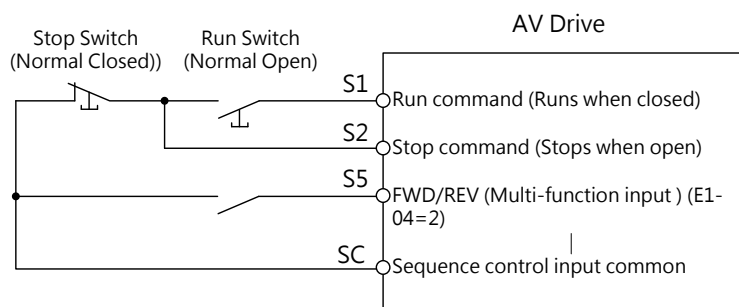 AV Drive
Stop Switch
(Normal Closed))
Run Switch
(Normal Open)
S1
Run command (Runs when closed)
S2
Stop command (Stops when open)
S5
FWD/REV (Multi-function input ) (E1-
04=2)
SC
Sequence control input common